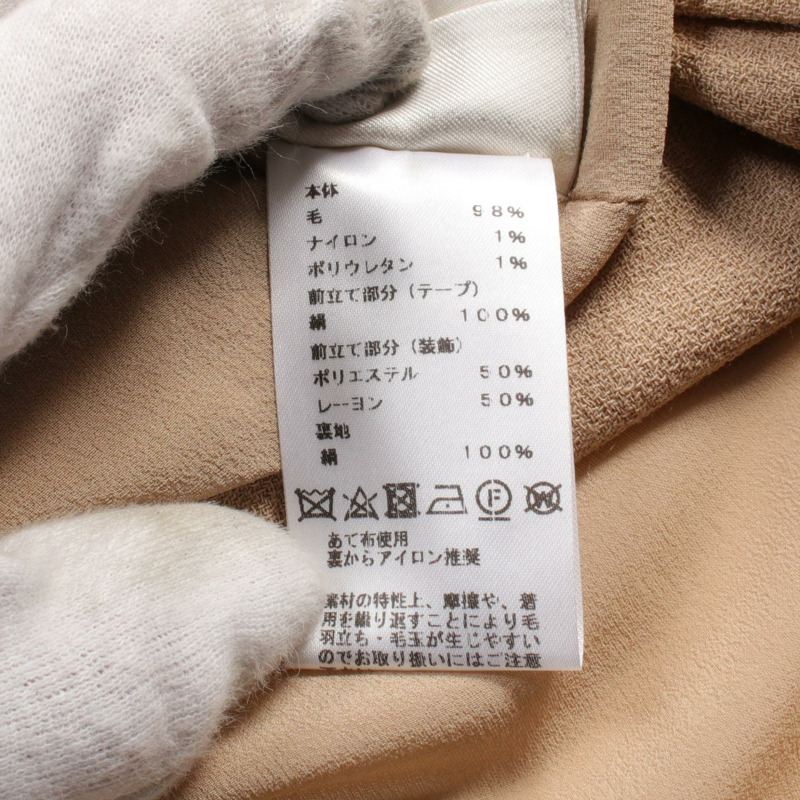 本体
毛 98%
ナイロン 1%
ポリウレタン 1%
前立て部分(テープ)
絹 100%
前立て部分(装飾)
ポリエステル 50%
レーヨン 50%
裏地
絹 100%
F W
あて布使用
裏からアイロン推奨
素材の特性上、摩擦や、着
用を繰り返すことにより毛
羽立ち・毛玉が生じやすい
のでお取り扱いにはご注意